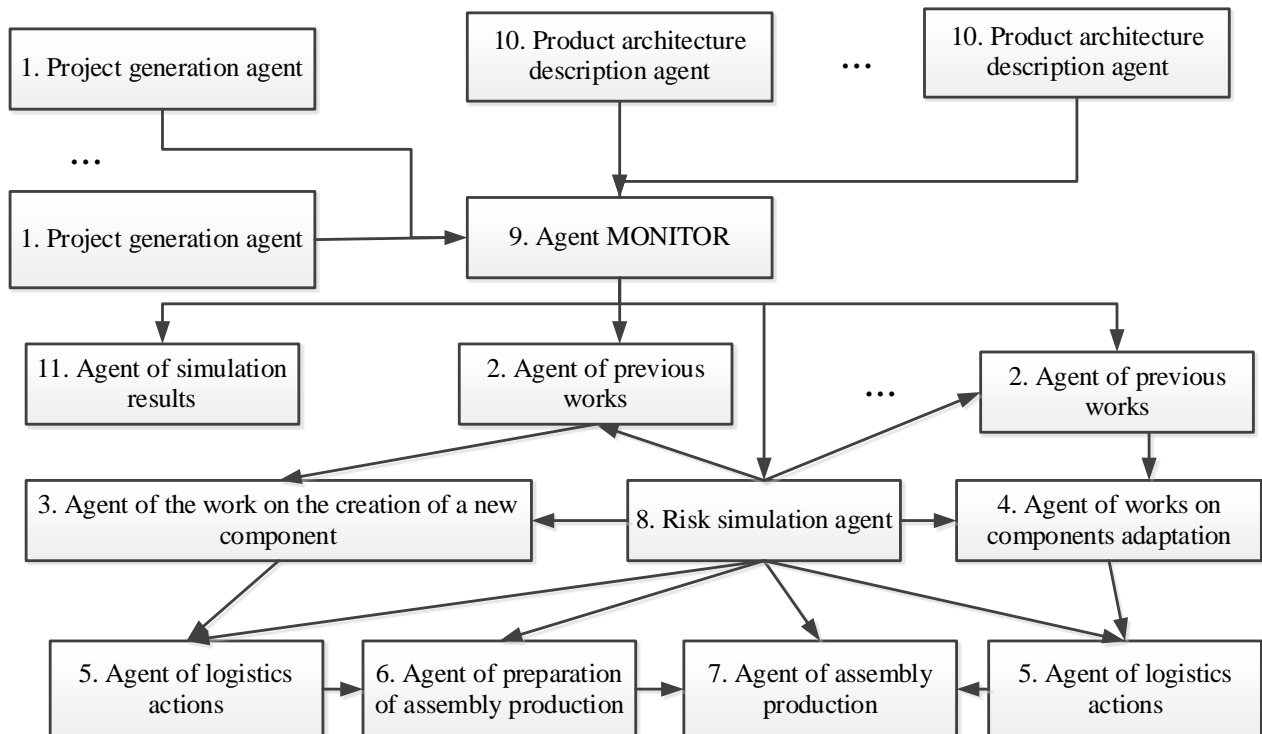 1. Project generation agent
10. Product architecture
description agent
...
10. Product architecture
description agent
...
1. Project generation agent
9. Agent MONITOR
11. Agent of simulation
results
2. Agent of previous
works
...
2. Agent of previous
works
3. Agent of the work on the creation of a new
component
8. Risk simulation agent
4. Agent of works on
components adaptation
5. Agent of logistics
actions
6. Agent of preparation
of assembly production
7. Agent of assembly
production
5. Agent of logistics
actions